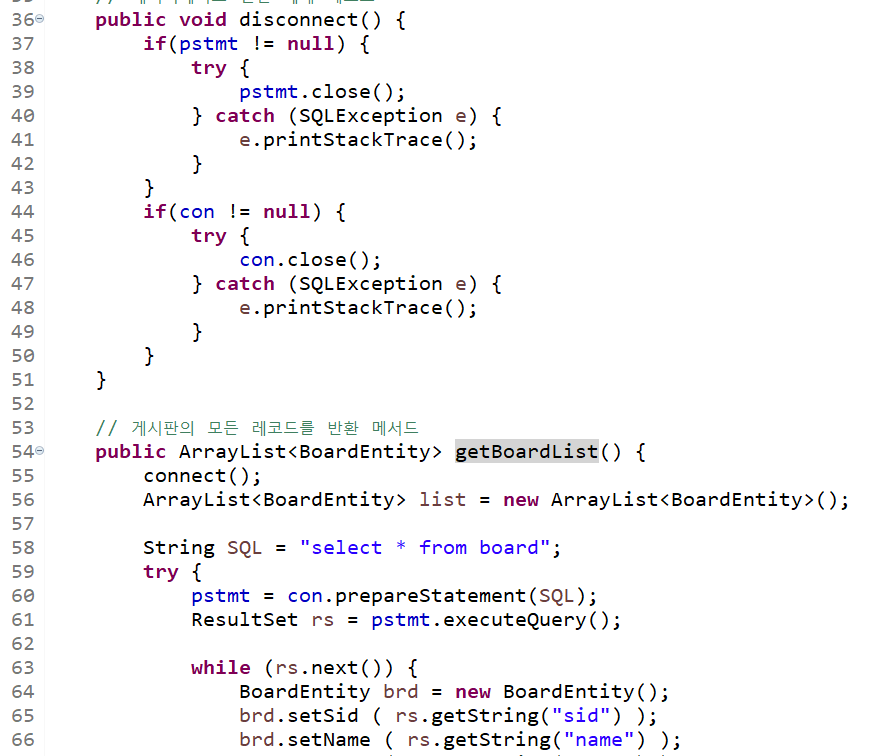 36 public void disconnect() {
37 if(pstmt != null) {
38 try {
39 pstmt.close();
40 } catch (SQLException e) {
41 e.printStackTrace();
42 }
43 }
44 if(con != null) {
45 try {
46 con.close();
47 } catch (SQLException e) {
48 e.printStackTrace();
49 }
50 }
51 }
52
53 // 게시판의 모든 레코드를 반환 메서드
54 public ArrayList<BoardEntity> getBoardList() {
55 connect();
56 ArrayList<BoardEntity> list = new ArrayList<BoardEntity>();
57
58 String SQL = "select * from board";
59 try {
60 pstmt = con.prepareStatement(SQL);
61 ResultSet rs = pstmt.executeQuery();
62
63 while (rs.next()) {
64 BoardEntity brd = new BoardEntity();
65 brd.setSid ( rs.getString("sid") );
66 brd.setName ( rs.getString("name") );